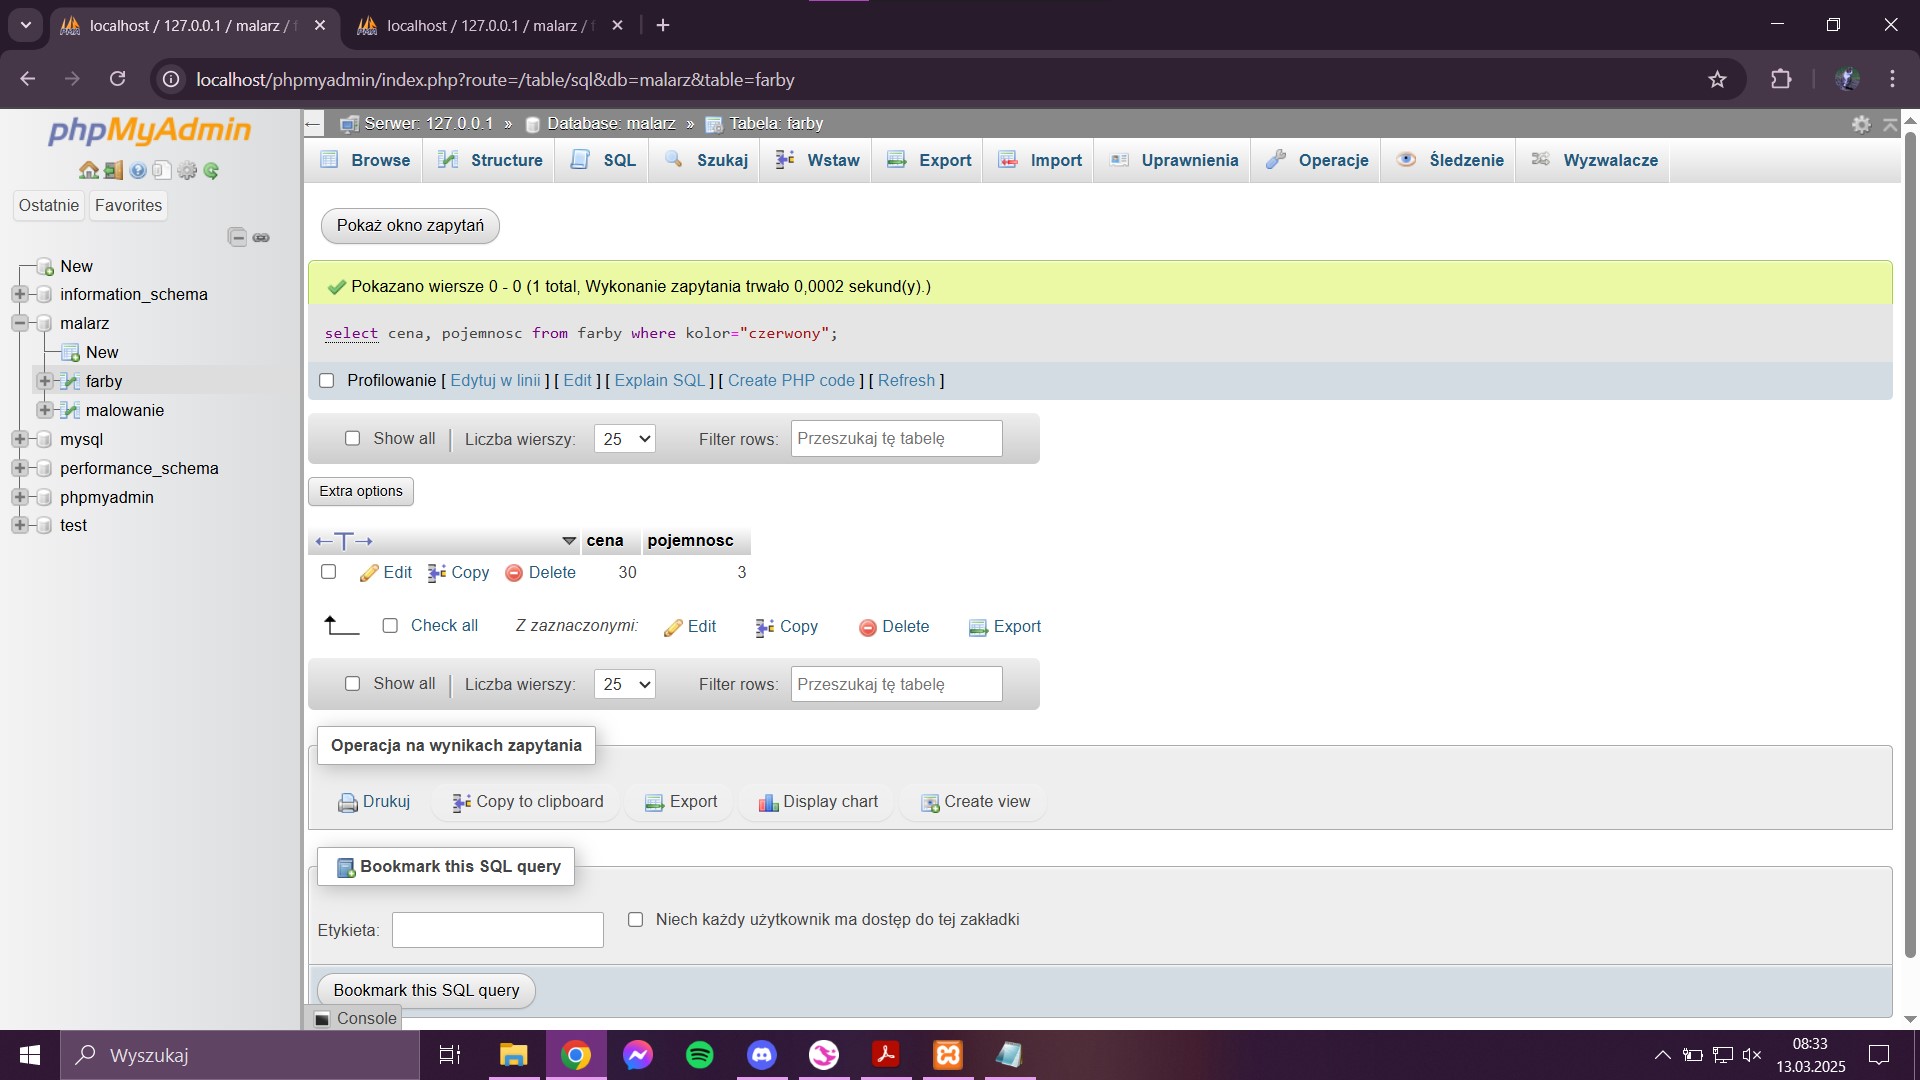 localhost / 127.0.0.1 / malarz / f
localhost / 127.0.0.1 / malarz / f
localhost/phpmyadmin/index.php?route=/table/sql&db=malarz&table=farby
phpMyAdmin
Ostatnie Favorites
New
information_schema
malarz
New
farby
malowanie
mysql
performance_schema
phpmyadmin
test
Serwer: 127.0.0.1 » Database: malarz » Tabela: farby
Browse Structure SQL Szukaj Wstaw Export Import Uprawnienia Operacje Śledzenie Wyzwalacze
Pokaż okno zapytań
Pokazano wiersze 0 - 0 (1 total, Wykonanie zapytania trwało 0,0002 sekund(y).)
select cena, pojemnosc from farby where kolor="czerwony";
Profilowanie [ Edytuj w linii ] [ Edit ] [ Explain SQL ] [ Create PHP code ] [ Refresh ]
Show all | Liczba wierszy: 25 Filter rows: Przeszukaj tę tabelę
Extra options
←T→ cena pojemnosc
Edit Copy Delete 30 3
Check all Z zaznaczonymi: Edit Copy Delete Export
Show all | Liczba wierszy: 25 Filter rows: Przeszukaj tę tabelę
Operacja na wynikach zapytania
Drukuj Copy to clipboard Export Display chart Create view
Bookmark this SQL query
Etykieta: Niech każdy użytkownik ma dostęp do tej zakładki
Bookmark this SQL query
Console
Wyszukaj
08:33
13.03.2025